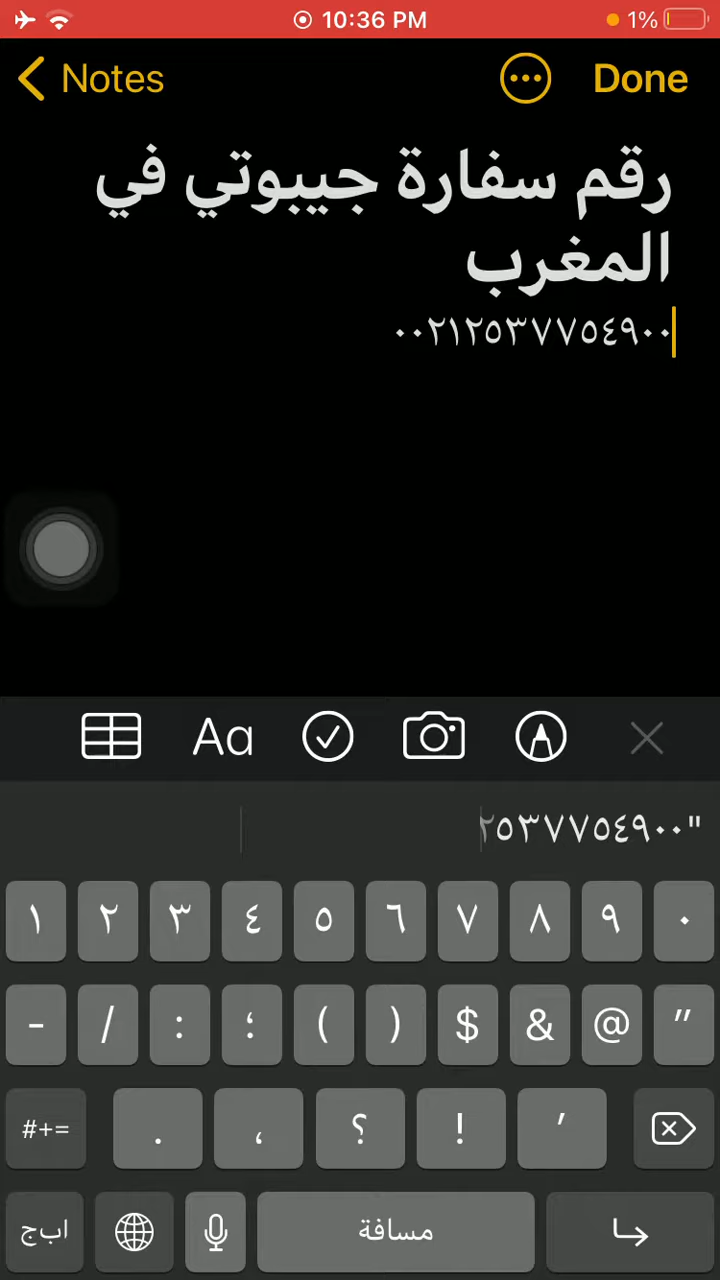 10:36 PM
1%
Notes
Done
رقم سفارة جيبوتي في
المغرب
٠٠٢١٢٥٣٧٧٥٤٩٠٠
Aa
٢٥٣٧٧٥٤٩٠٠"
١ ٢ ٣ ٤ ٥ ٦ ٧ ٨ ٩ ٠
- / : ؛ ( ) $ & @ ”
#+= . ، ؟ ! ’
اب‌ج مسافة